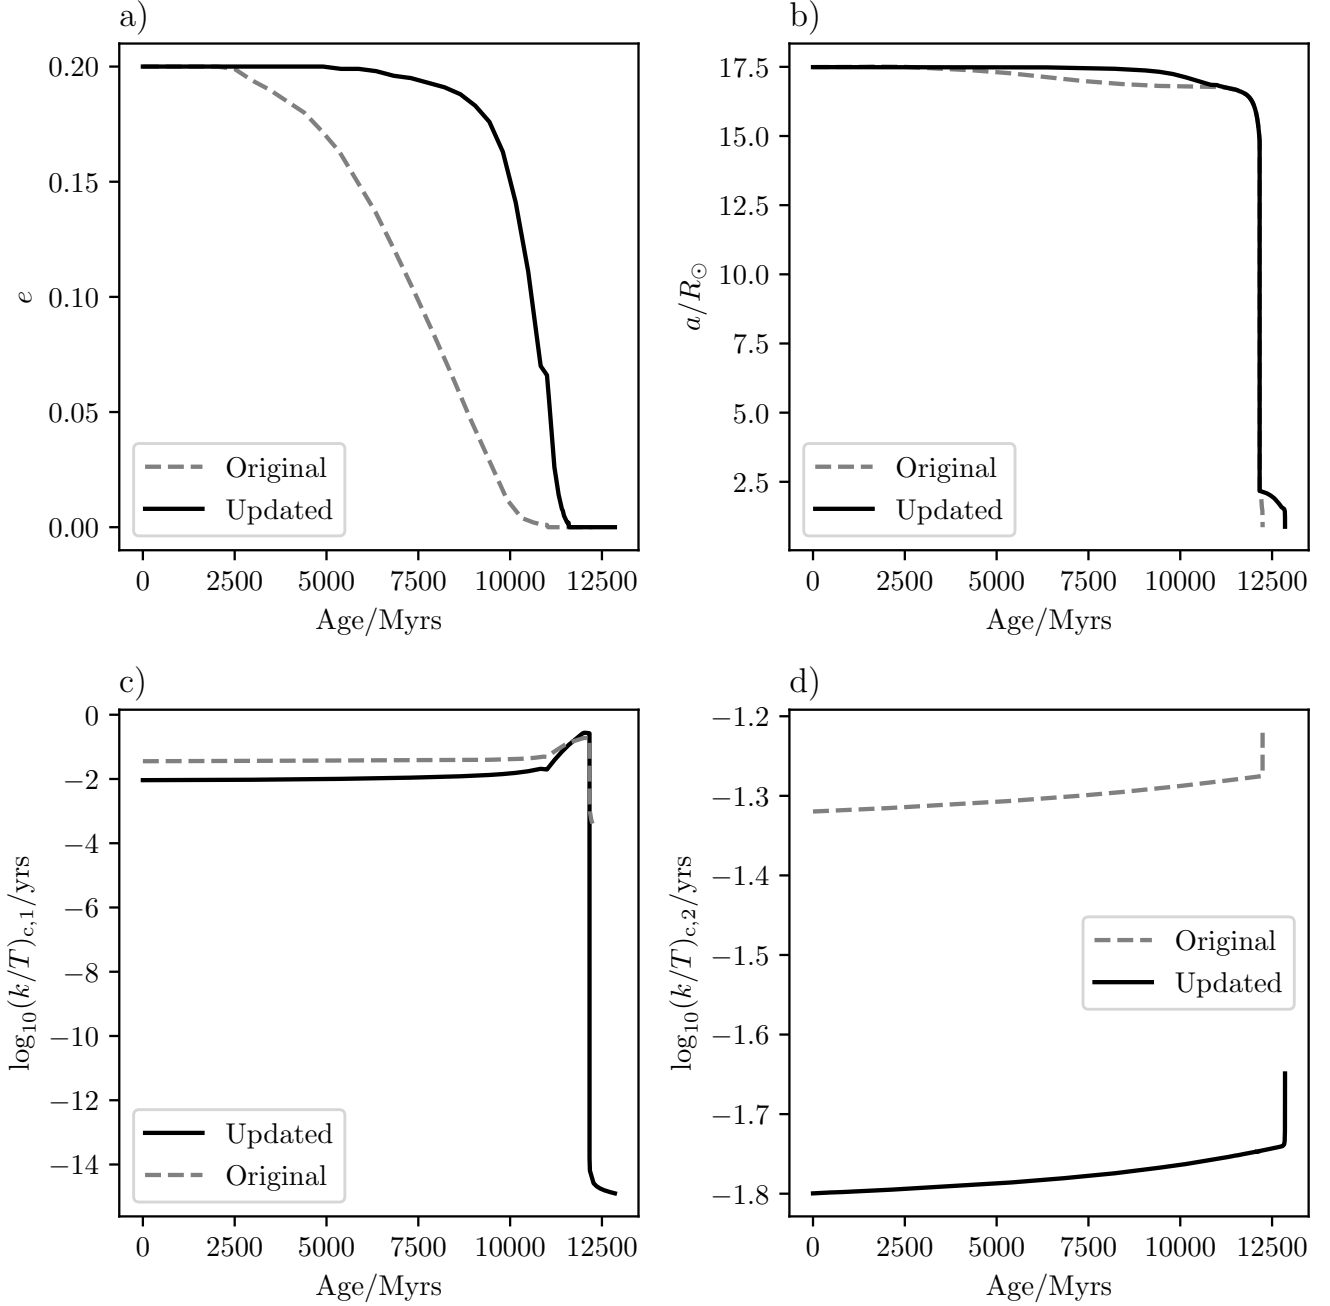 a)
0.20
0.15
0.10
0.05
0.00
e
Original
Updated
0 2500 5000 7500 10000 12500
Age/Myrs
b)
17.5
15.0
12.5
10.0
7.5
5.0
2.5
a/R⊙
Original
Updated
0 2500 5000 7500 10000 12500
Age/Myrs
c)
0
−2
−4
−6
−8
−10
−12
−14
log₁₀(k/T)c,1/yrs
Updated
Original
0 2500 5000 7500 10000 12500
Age/Myrs
d)
−1.2
−1.3
−1.4
−1.5
−1.6
−1.7
−1.8
log₁₀(k/T)c,2/yrs
Original
Updated
0 2500 5000 7500 10000 12500
Age/Myrs